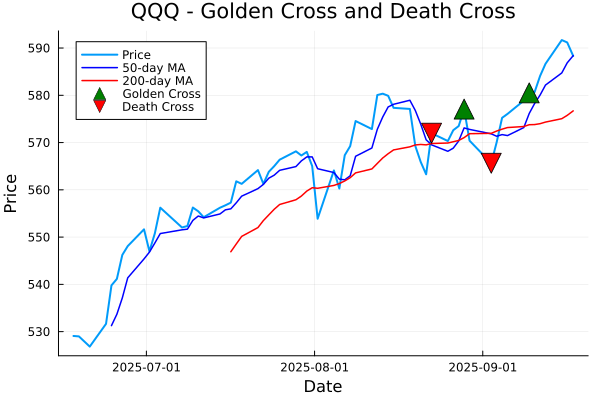 QQQ - Golden Cross and Death Cross
Price
50-day MA
200-day MA
Golden Cross
Death Cross
590
580
570
560
550
540
530
Price
2025-07-01
2025-08-01
2025-09-01
Date